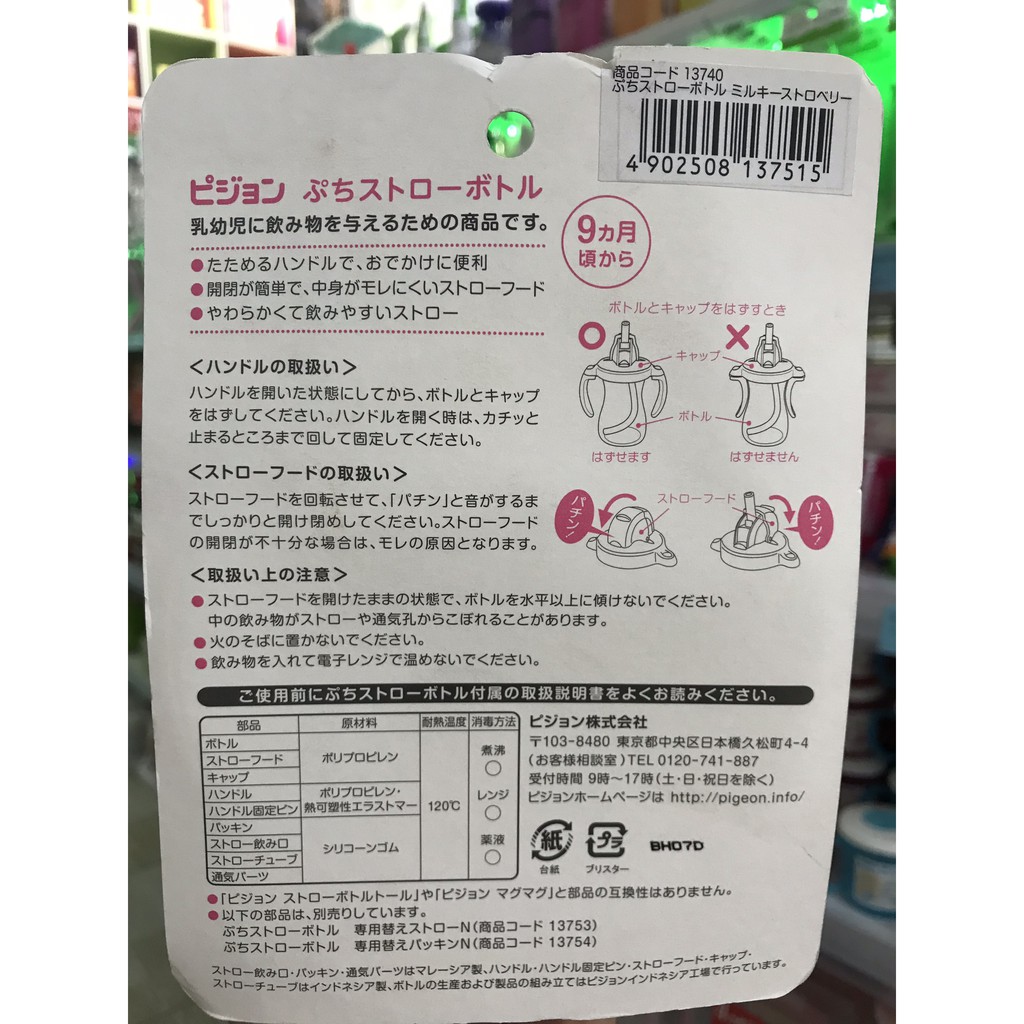 商品コード 13740
ぷちストローボトル ミルキーストロベリー
4 902508 137515
ピジョン ぷちストローボトル
乳幼児に飲み物を与えるための商品です。
9カ月
頃から
●たためるハンドルで、おでかけに便利
●開閉が簡単で、中身がモレにくいストローフード
●やわらかくて飲みやすいストロー
ボトルとキャップをはずすとき
キャップ
ボトル
はずせます
はずせません
<ハンドルの取扱い>
ハンドルを開いた状態にしてから、ボトルとキャップ
をはずしてください。ハンドルを開く時は、カチッと
止まるところまで回して固定してください。
<ストローフードの取扱い>
ストローフードを回転させて、「パチン」と音がするま
でしっかりと開け閉めしてください。ストローフード
の開閉が不十分な場合は、モレの原因となります。
パチン!
ストローフード
パチン!
<取扱い上の注意>
●ストローフードを開けたままの状態で、ボトルを水平以上に傾けないでください。
中の飲み物がストローや通気孔からこぼれることがあります。
●火のそばに置かないでください。
●飲み物を入れて電子レンジで温めないでください。
ご使用前にぷちストローボトル付属の取扱説明書をよくお読みください。
部品 原材料 耐熱温度 消毒方法
ボトル
ストローフード
キャップ
ポリプロピレン
ハンドル
ハンドル固定ピン
ポリプロピレン・
熱可塑性エラストマー
パッキン
ストロー飲み口
ストローチューブ
通気パーツ
シリコーンゴム
120℃
煮沸
○
レンジ
○
薬液
○
ピジョン株式会社
〒103-8480 東京都中央区日本橋久松町4-4
(お客様相談室)TEL 0120-741-887
受付時間 9時〜17時(土・日・祝日を除く)
ピジョンホームページは http://pigeon.info/
紙
台紙
プラ
ブリスター
BH07D
●「ピジョン ストローボトルトール」や「ピジョン マグマグ」と部品の互換性はありません。
●以下の部品は、別売りしています。
ぷちストローボトル 専用替えストローN(商品コード 13753)
ぷちストローボトル 専用替えパッキンN(商品コード 13754)
ストロー飲み口・パッキン・通気パーツはマレーシア製、ハンドル・ハンドル固定ピン・ストローフード・キャップ・
ストローチューブはインドネシア製、ボトルの生産および製品の組み立てはピジョンインドネシア工場で行っています。